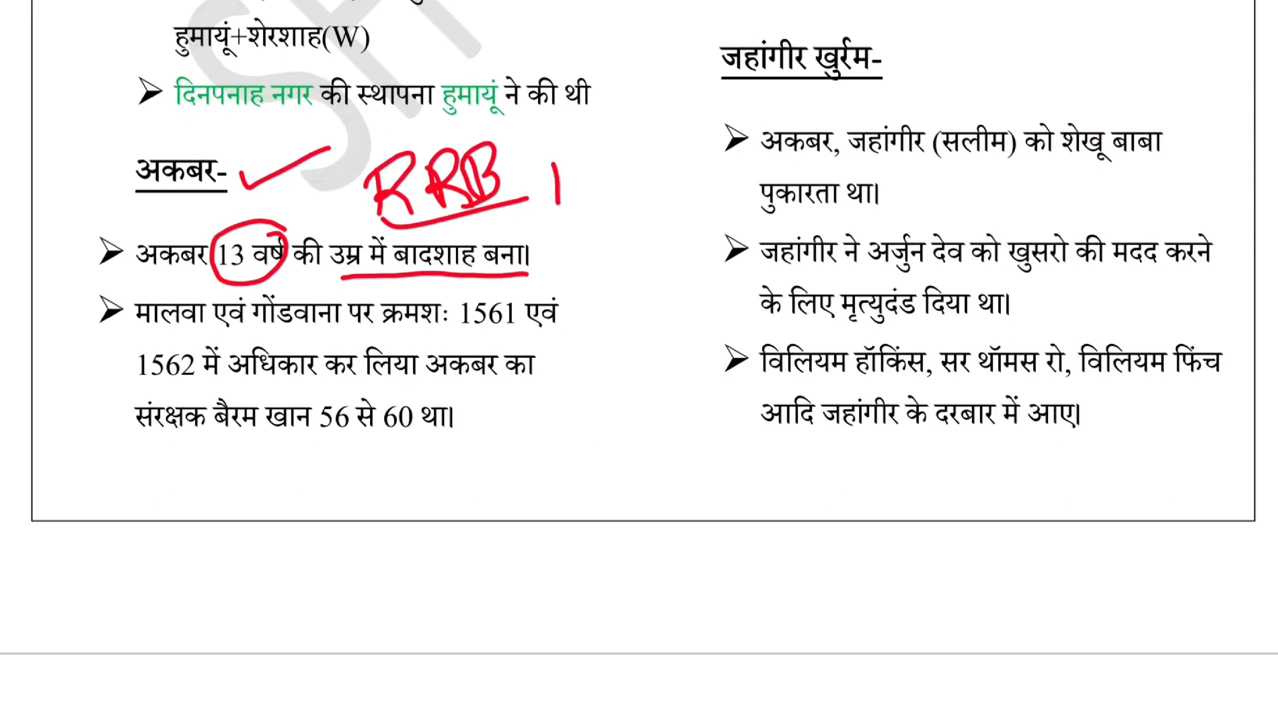 हुमायूं+शेरशाह(W)
➢ दिनपनाह नगर की स्थापना हुमायूं ने की थी
अकबर-
RRB 1
➢ अकबर 13 वर्ष की उम्र में बादशाह बना।
➢ मालवा एवं गोंडवाना पर क्रमशः 1561 एवं
1562 में अधिकार कर लिया अकबर का
संरक्षक बैरम खान 56 से 60 था।
जहांगीर खुर्रम-
➢ अकबर, जहांगीर (सलीम) को शेखू बाबा
पुकारता था।
➢ जहांगीर ने अर्जुन देव को खुसरो की मदद करने
के लिए मृत्युदंड दिया था।
➢ विलियम हॉकिंस, सर थॉमस रो, विलियम फिंच
आदि जहांगीर के दरबार में आए।